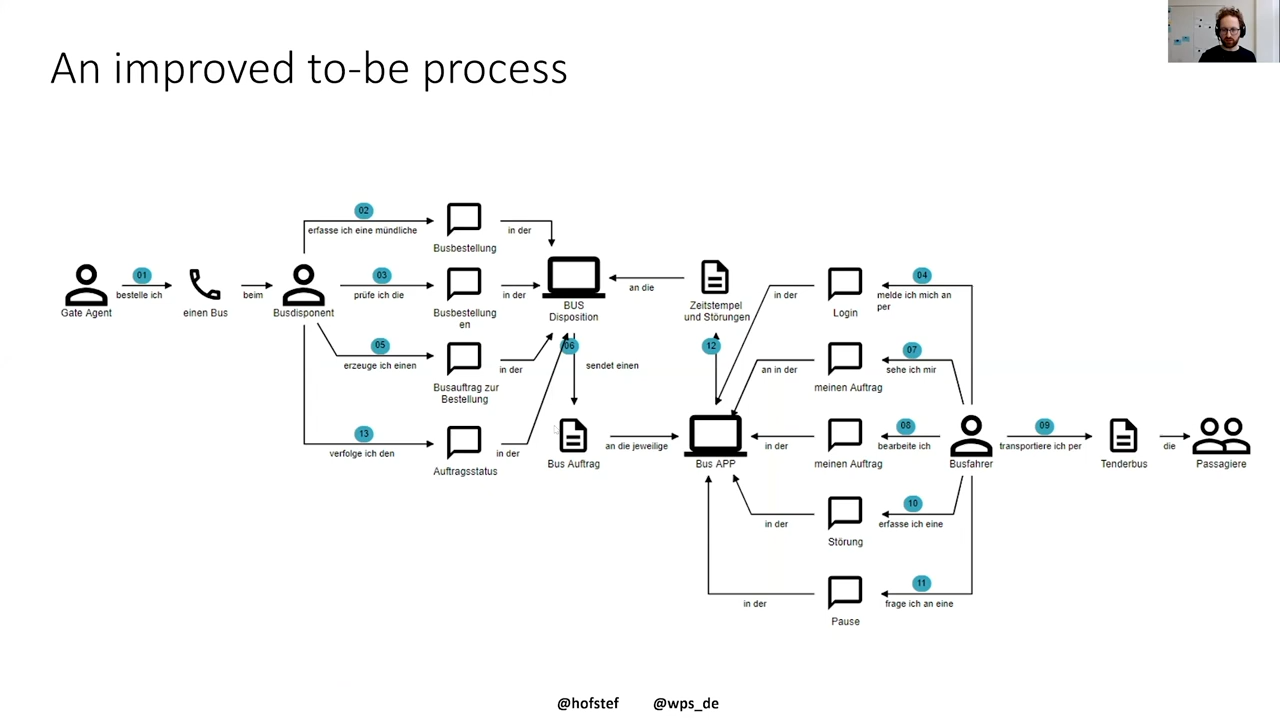 An improved to-be process
02
erfasse ich eine mündliche
in der
Busbestellung
01
bestelle ich
Gate Agent
einen Bus
beim
Busdisponent
03
prüfe ich die
Busbestellung
en
in der
BUS
Disposition
an die
Zeitstempel
und Störungen
in der
Login
04
melde ich mich an
per
05
erzeuge ich einen
Busauftrag zur
Bestellung
in der
06
sendet einen
12
an in der
meinen Auftrag
07
sehe ich mir
13
verfolge ich den
Auftragsstatus
in der
Bus Auftrag
an die jeweilige
Bus APP
in der
meinen Auftrag
08
bearbeite ich
Busfahrer
09
transportiere ich per
Tenderbus
die
Passagiere
in der
Störung
10
erfasse ich eine
in der
Pause
11
frage ich an eine
@hofstef
@wps_de